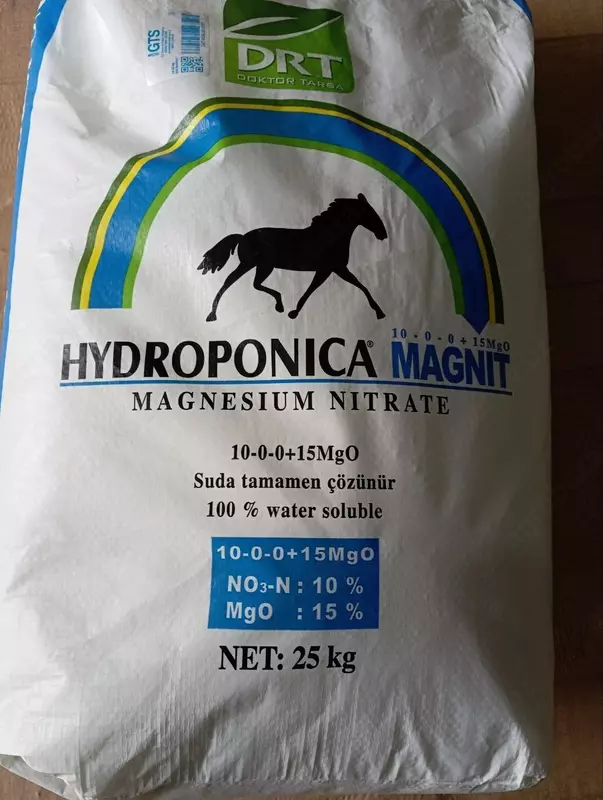 GTS
DRT
DOKTOR TARSA
10-0-0+15MgO
HYDROPONICA® MAGNIT
MAGNESIUM NITRATE
10-0-0+15MgO
Suda tamamen çözünür
100 % water soluble
10-0-0+15MgO
NO₃-N : 10 %
MgO : 15 %
NET: 25 kg